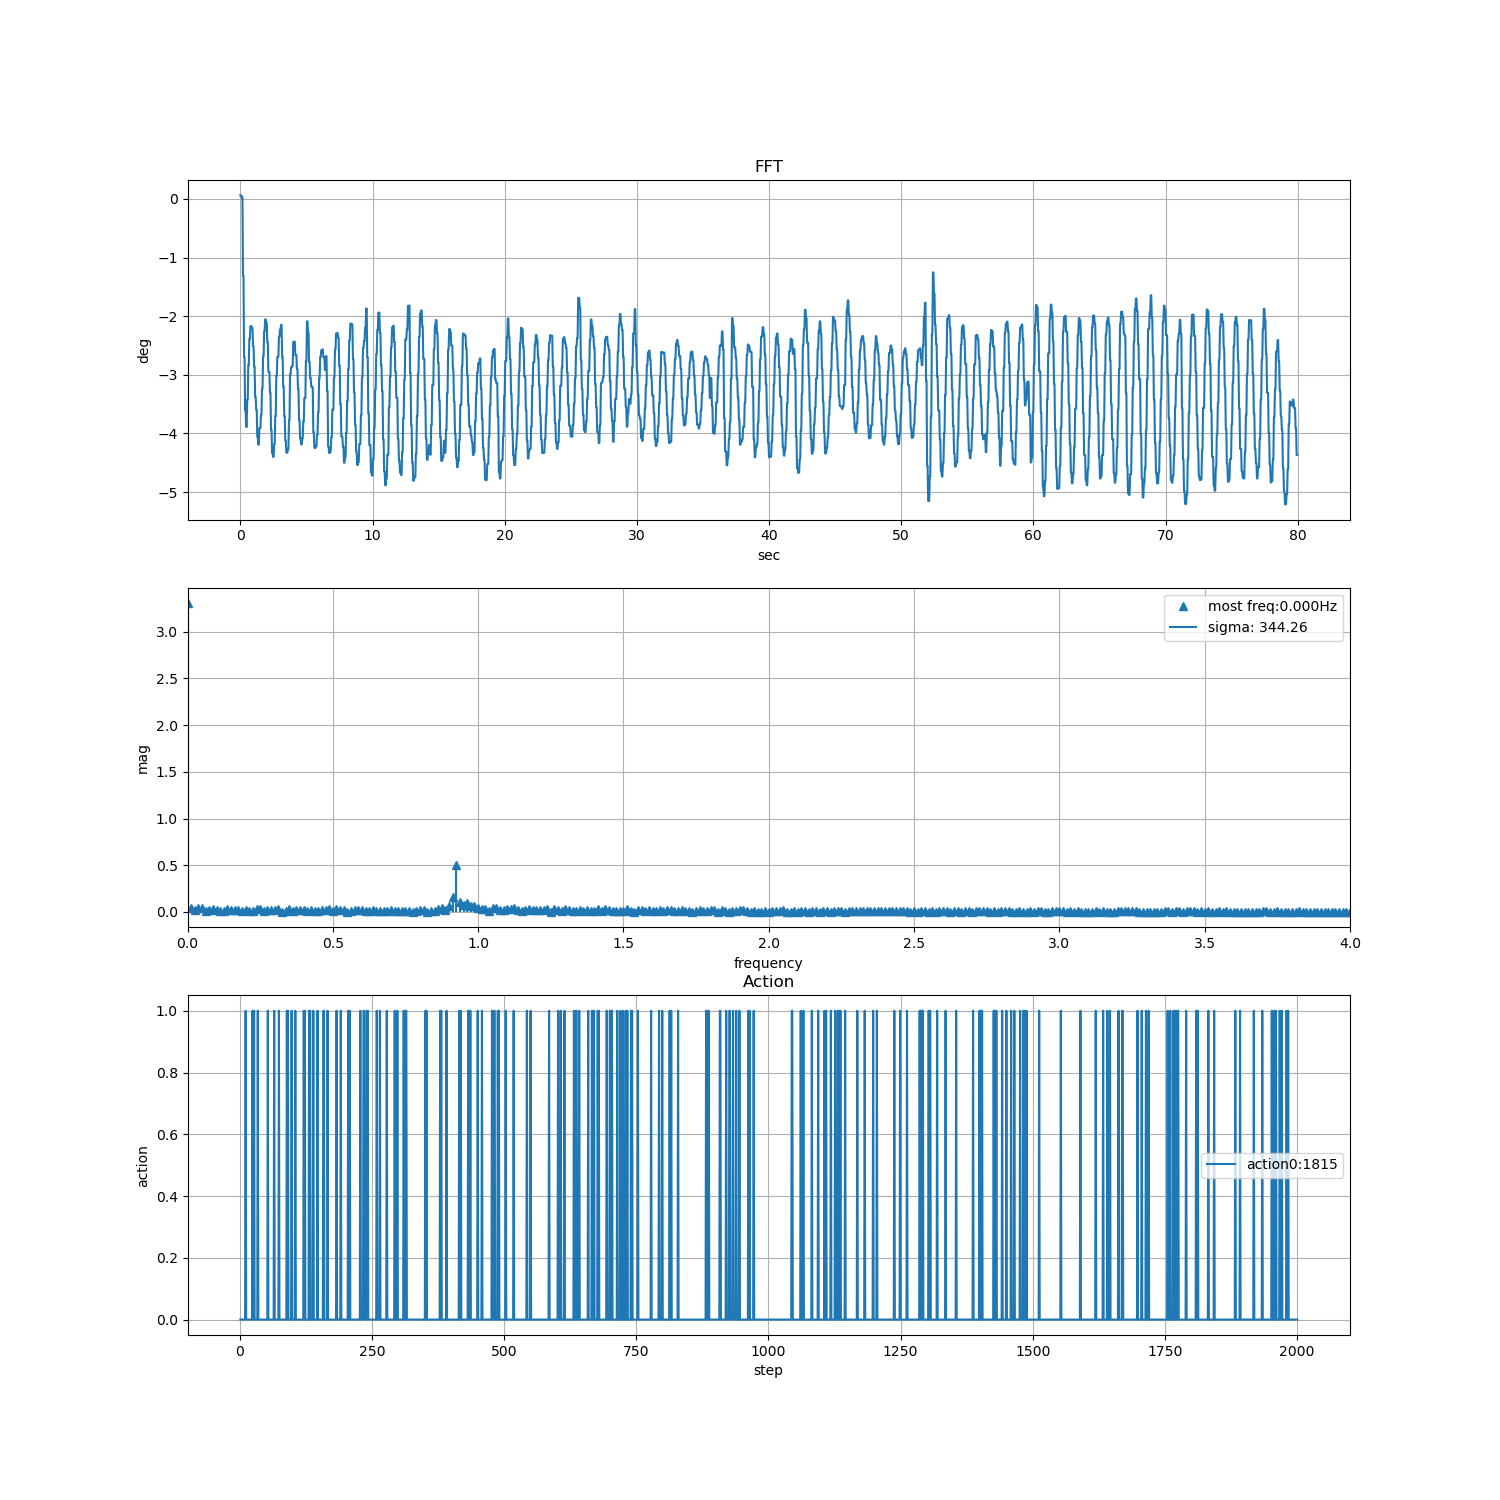 FFT
0
−1
−2
−3
−4
−5
deg
0 10 20 30 40 50 60 70 80
sec
most freq:0.000Hz
sigma: 344.26
3.0
2.5
2.0
1.5
1.0
0.5
0.0
mag
0.0 0.5 1.0 1.5 2.0 2.5 3.0 3.5 4.0
frequency
Action
1.0
0.8
0.6
0.4
0.2
0.0
action
action0:1815
0 250 500 750 1000 1250 1500 1750 2000
step